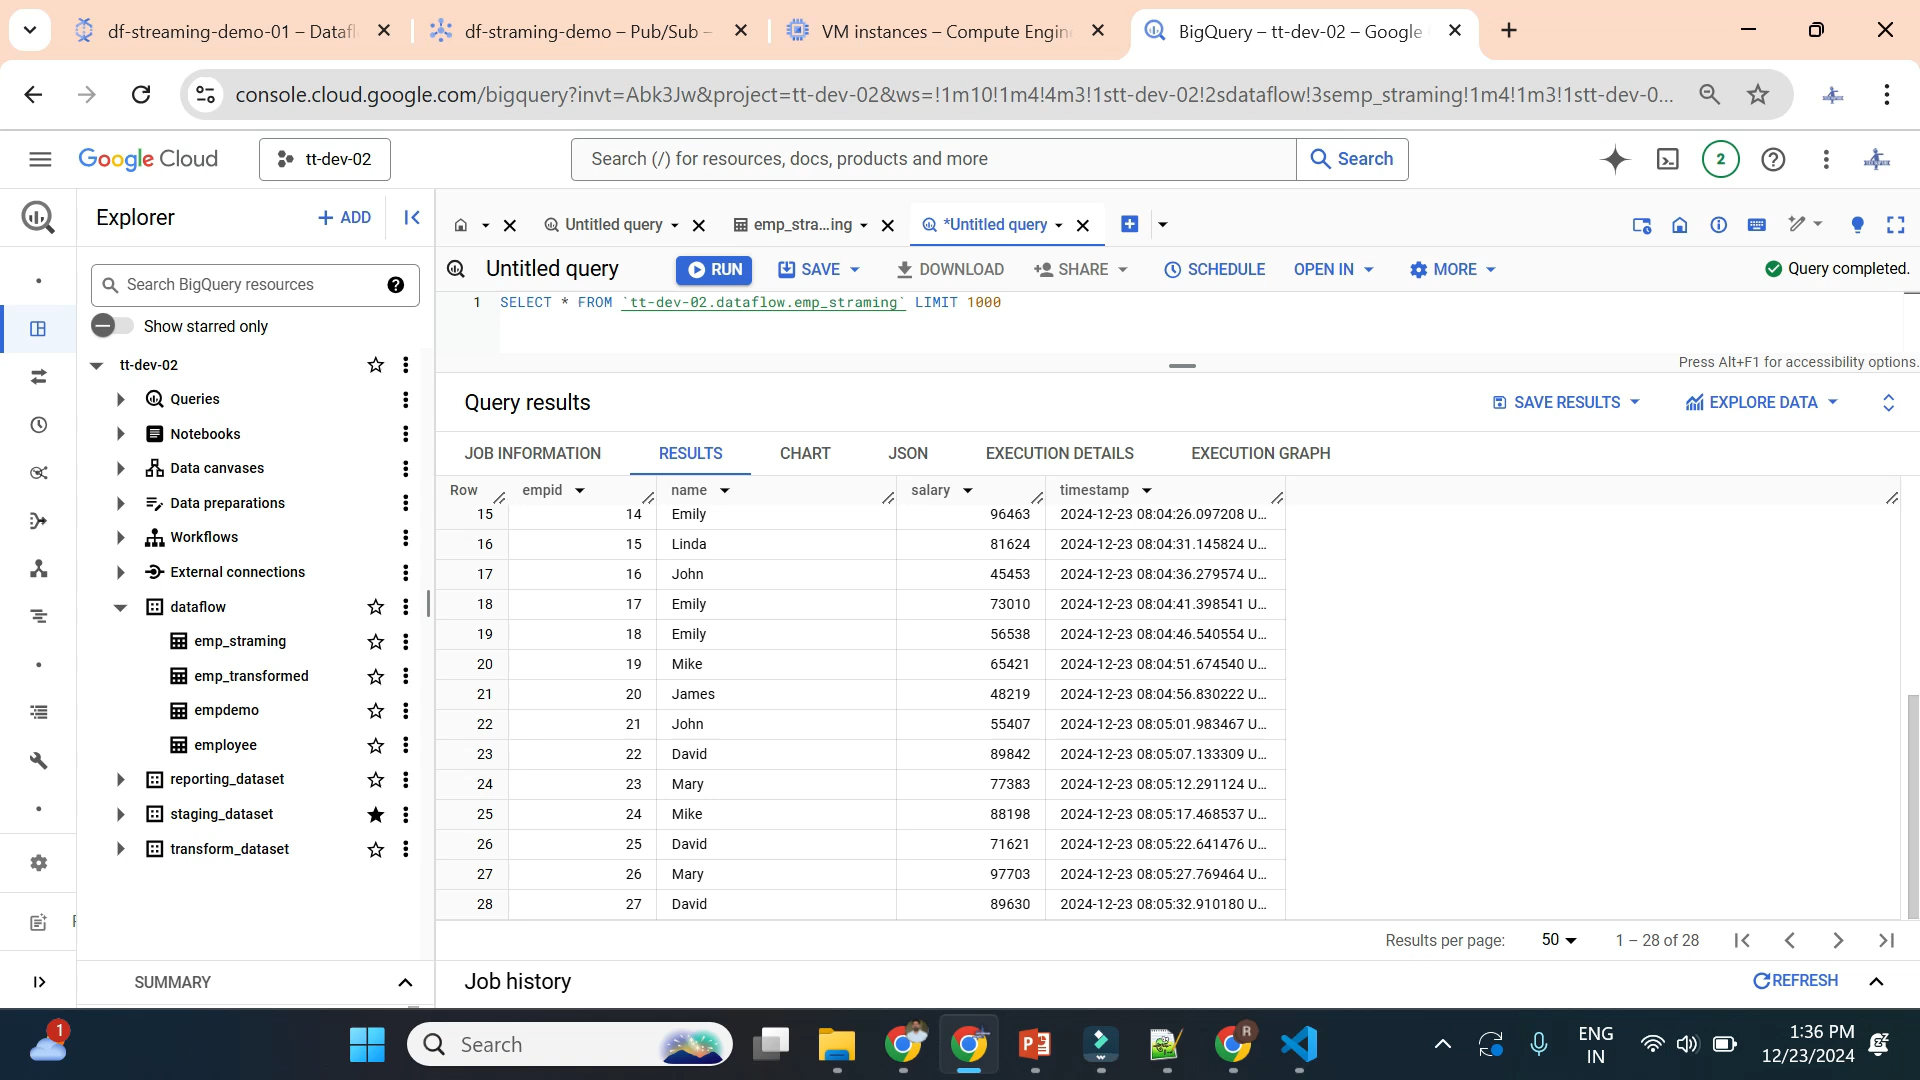 df-streaming-demo-01 – Datafl
df-straming-demo – Pub/Sub –
VM instances – Compute Engin
BigQuery – tt-dev-02 – Google
console.cloud.google.com/bigquery?invt=Abk3Jw&project=tt-dev-02&ws=!1m10!1m4!4m3!1stt-dev-02!2sdataflow!3semp_straming!1m4!1m3!1stt-dev-0...
Google Cloud
tt-dev-02
Search (/) for resources, docs, products and more
Search
2
Explorer
+ ADD
Untitled query
emp_stra...ing
*Untitled query
Untitled query
RUN
SAVE
DOWNLOAD
SHARE
SCHEDULE
OPEN IN
MORE
Query completed.
Search BigQuery resources
Show starred only
1 SELECT * FROM `tt-dev-02.dataflow.emp_straming` LIMIT 1000
Press Alt+F1 for accessibility options.
tt-dev-02
Queries
Notebooks
Data canvases
Data preparations
Workflows
External connections
dataflow
emp_straming
emp_transformed
empdemo
employee
reporting_dataset
staging_dataset
transform_dataset
SUMMARY
Query results
SAVE RESULTS
EXPLORE DATA
JOB INFORMATION RESULTS CHART JSON EXECUTION DETAILS EXECUTION GRAPH
Row empid name salary timestamp
15 14 Emily 96463 2024-12-23 08:04:26.097208 U...
16 15 Linda 81624 2024-12-23 08:04:31.145824 U...
17 16 John 45453 2024-12-23 08:04:36.279574 U...
18 17 Emily 73010 2024-12-23 08:04:41.398541 U...
19 18 Emily 56538 2024-12-23 08:04:46.540554 U...
20 19 Mike 65421 2024-12-23 08:04:51.674540 U...
21 20 James 48219 2024-12-23 08:04:56.830222 U...
22 21 John 55407 2024-12-23 08:05:01.983467 U...
23 22 David 89842 2024-12-23 08:05:07.133309 U...
24 23 Mary 77383 2024-12-23 08:05:12.291124 U...
25 24 Mike 88198 2024-12-23 08:05:17.468537 U...
26 25 David 71621 2024-12-23 08:05:22.641476 U...
27 26 Mary 97703 2024-12-23 08:05:27.769464 U...
28 27 David 89630 2024-12-23 08:05:32.910180 U...
Results per page: 50 1 – 28 of 28
Job history
REFRESH
1
Search
R
ENG
IN
1:36 PM
12/23/2024